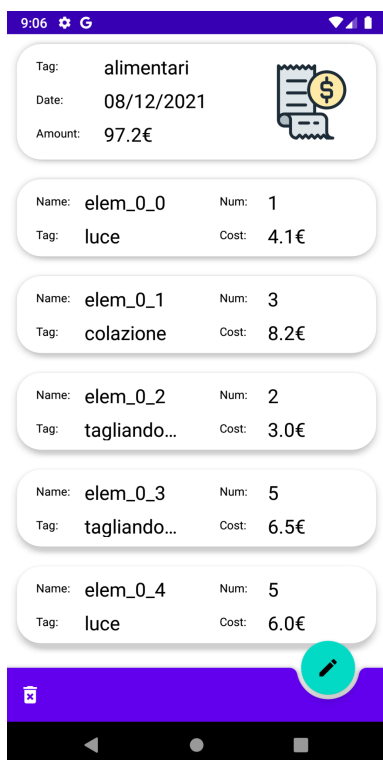 9:06 G
Tag: alimentari
Date: 08/12/2021
Amount: 97.2€
$
Name: elem_0_0 Num: 1
Tag: luce Cost: 4.1€
Name: elem_0_1 Num: 3
Tag: colazione Cost: 8.2€
Name: elem_0_2 Num: 2
Tag: tagliando... Cost: 3.0€
Name: elem_0_3 Num: 5
Tag: tagliando... Cost: 6.5€
Name: elem_0_4 Num: 5
Tag: luce Cost: 6.0€